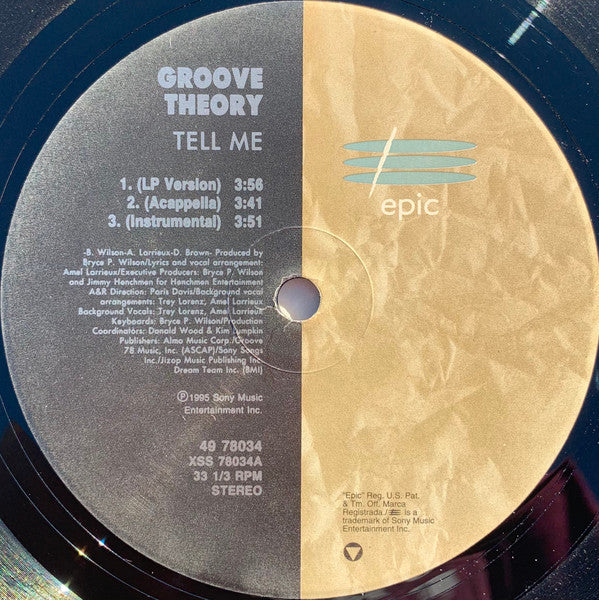 GROOVE
THEORY
TELL ME
1. (LP Version) 3:56
2. (Acappella) 3:41
3. (Instrumental) 3:51
-B. Wilson-A. Larrieux-D. Brown- Produced by
Bryce P. Wilson/Lyrics and vocal arrangement:
Amel Larrieux/Executive Producers: Bryce P. Wilson
and Jimmy Henchmen for Henchmen Entertainment
A&R Direction: Paris Davis/Background vocal
arrangements: Trey Lorenz, Amel Larrieux
Background Vocals: Trey Lorenz, Amel Larrieux
Keyboards: Bryce P. Wilson/Production
Coordinators: Donald Wood & Kim Lumpkin
Publishers: Almo Music Corp./Groove
78 Music, Inc. (ASCAP)/Sony Songs
Inc./Jizop Music Publishing Inc.
Dream Team Inc. (BMI)
Ⓟ1995 Sony Music
Entertainment Inc.
49 78034
XSS 78034A
33 1/3 RPM
STEREO
epic
"Epic" Reg. U.S. Pat.
& Tm. Off. Marca
Registrada./ is a
trademark of Sony Music
Entertainment Inc.